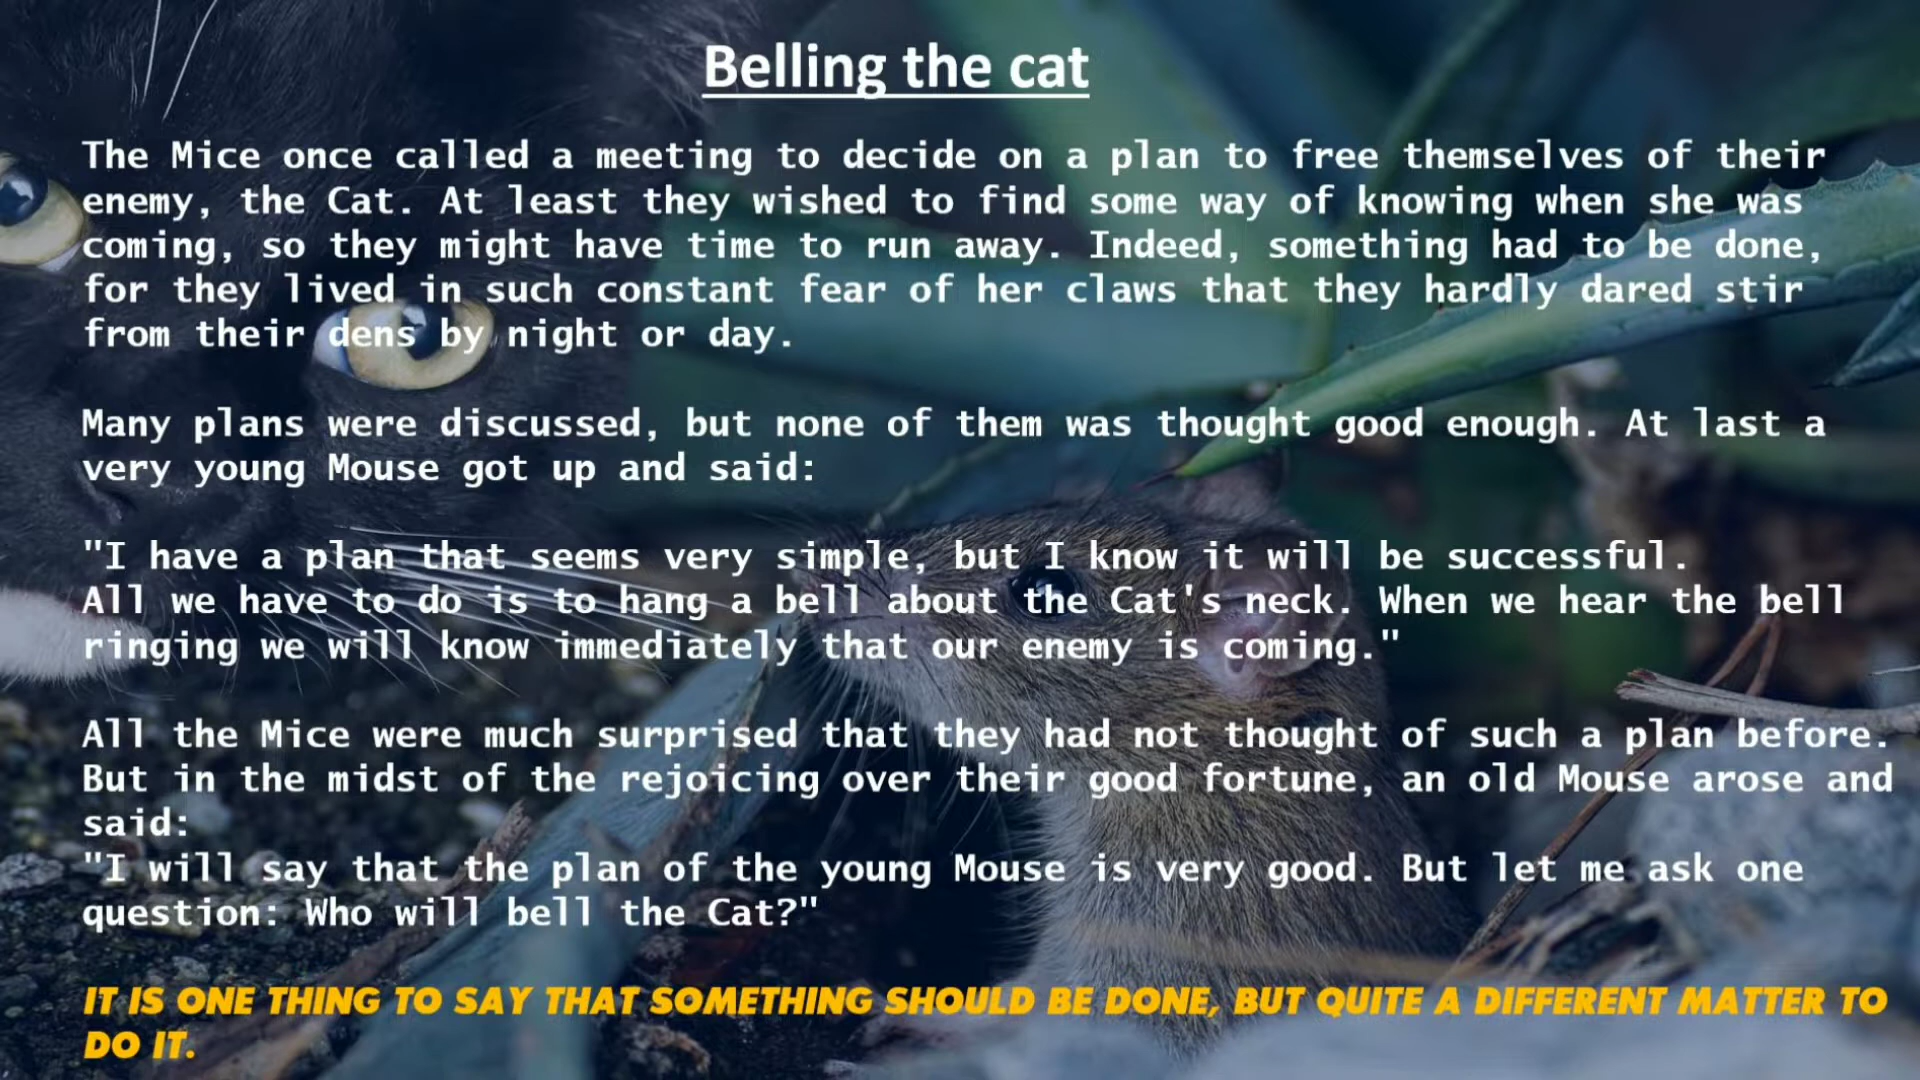 Belling the cat
The Mice once called a meeting to decide on a plan to free themselves of their
enemy, the Cat. At least they wished to find some way of knowing when she was
coming, so they might have time to run away. Indeed, something had to be done,
for they lived in such constant fear of her claws that they hardly dared stir
from their dens by night or day.
Many plans were discussed, but none of them was thought good enough. At last a
very young Mouse got up and said:
"I have a plan that seems very simple, but I know it will be successful.
All we have to do is to hang a bell about the Cat's neck. When we hear the bell
ringing we will know immediately that our enemy is coming."
All the Mice were much surprised that they had not thought of such a plan before.
But in the midst of the rejoicing over their good fortune, an old Mouse arose and
said:
"I will say that the plan of the young Mouse is very good. But let me ask one
question: Who will bell the Cat?"
IT IS ONE THING TO SAY THAT SOMETHING SHOULD BE DONE, BUT QUITE A DIFFERENT MATTER TO
DO IT.